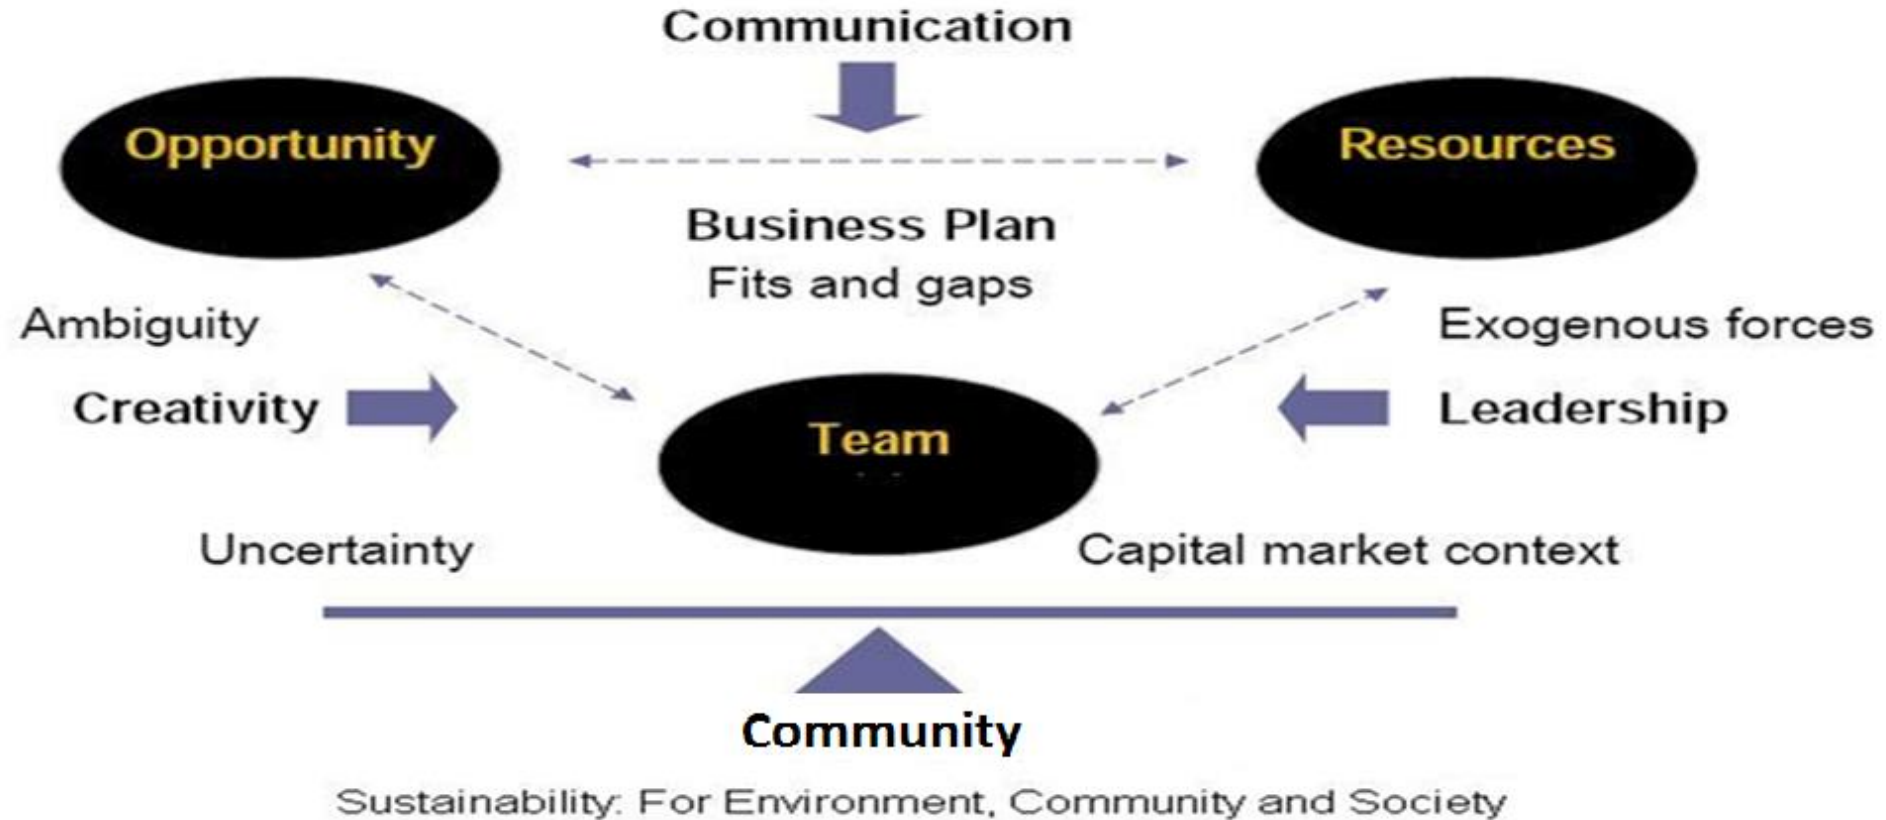 Communication
Opportunity
Resources
Business Plan
Fits and gaps
Ambiguity
Exogenous forces
Creativity
Leadership
Team
Uncertainty
Capital market context
Community
Sustainability: For Environment, Community and Society